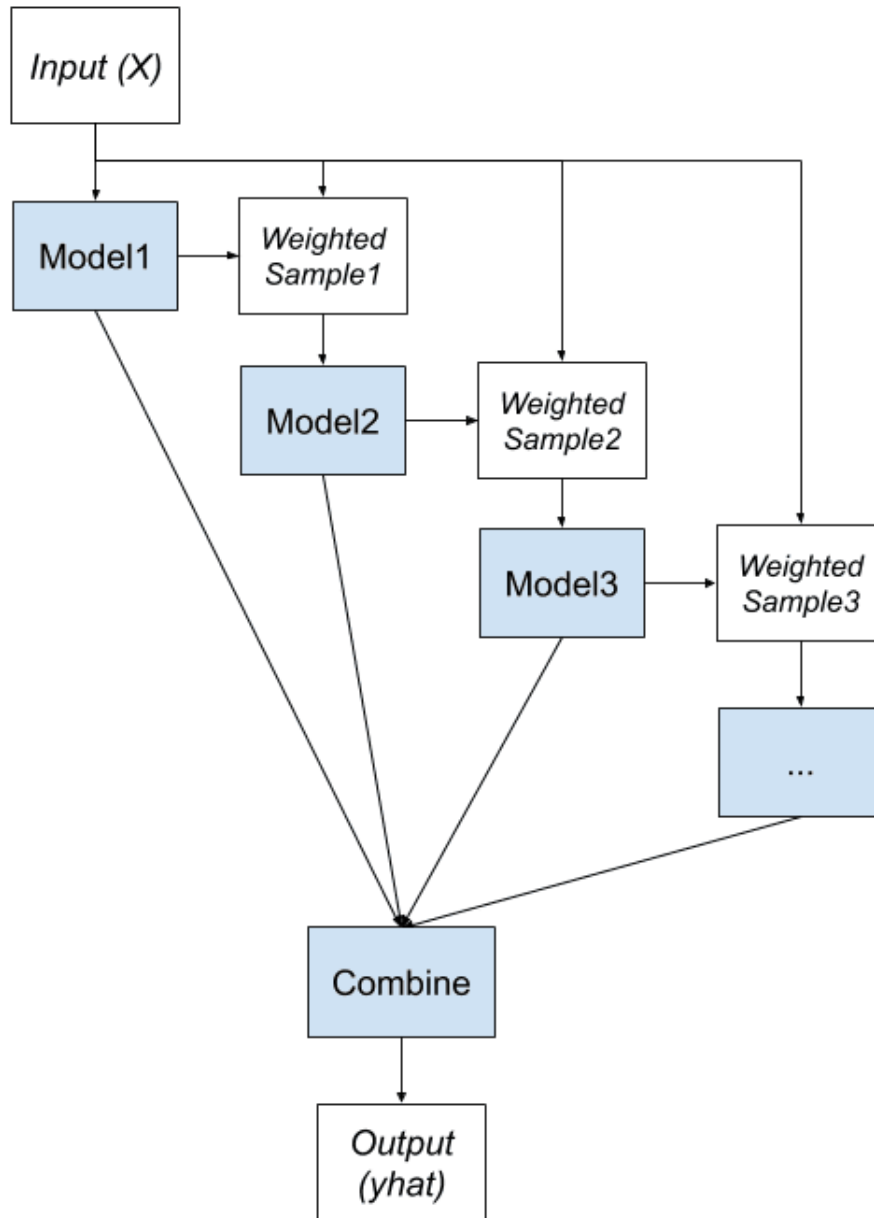 Input (X)
Model1
Weighted
Sample1
Model2
Weighted
Sample2
Model3
Weighted
Sample3
...
Combine
Output
(yhat)